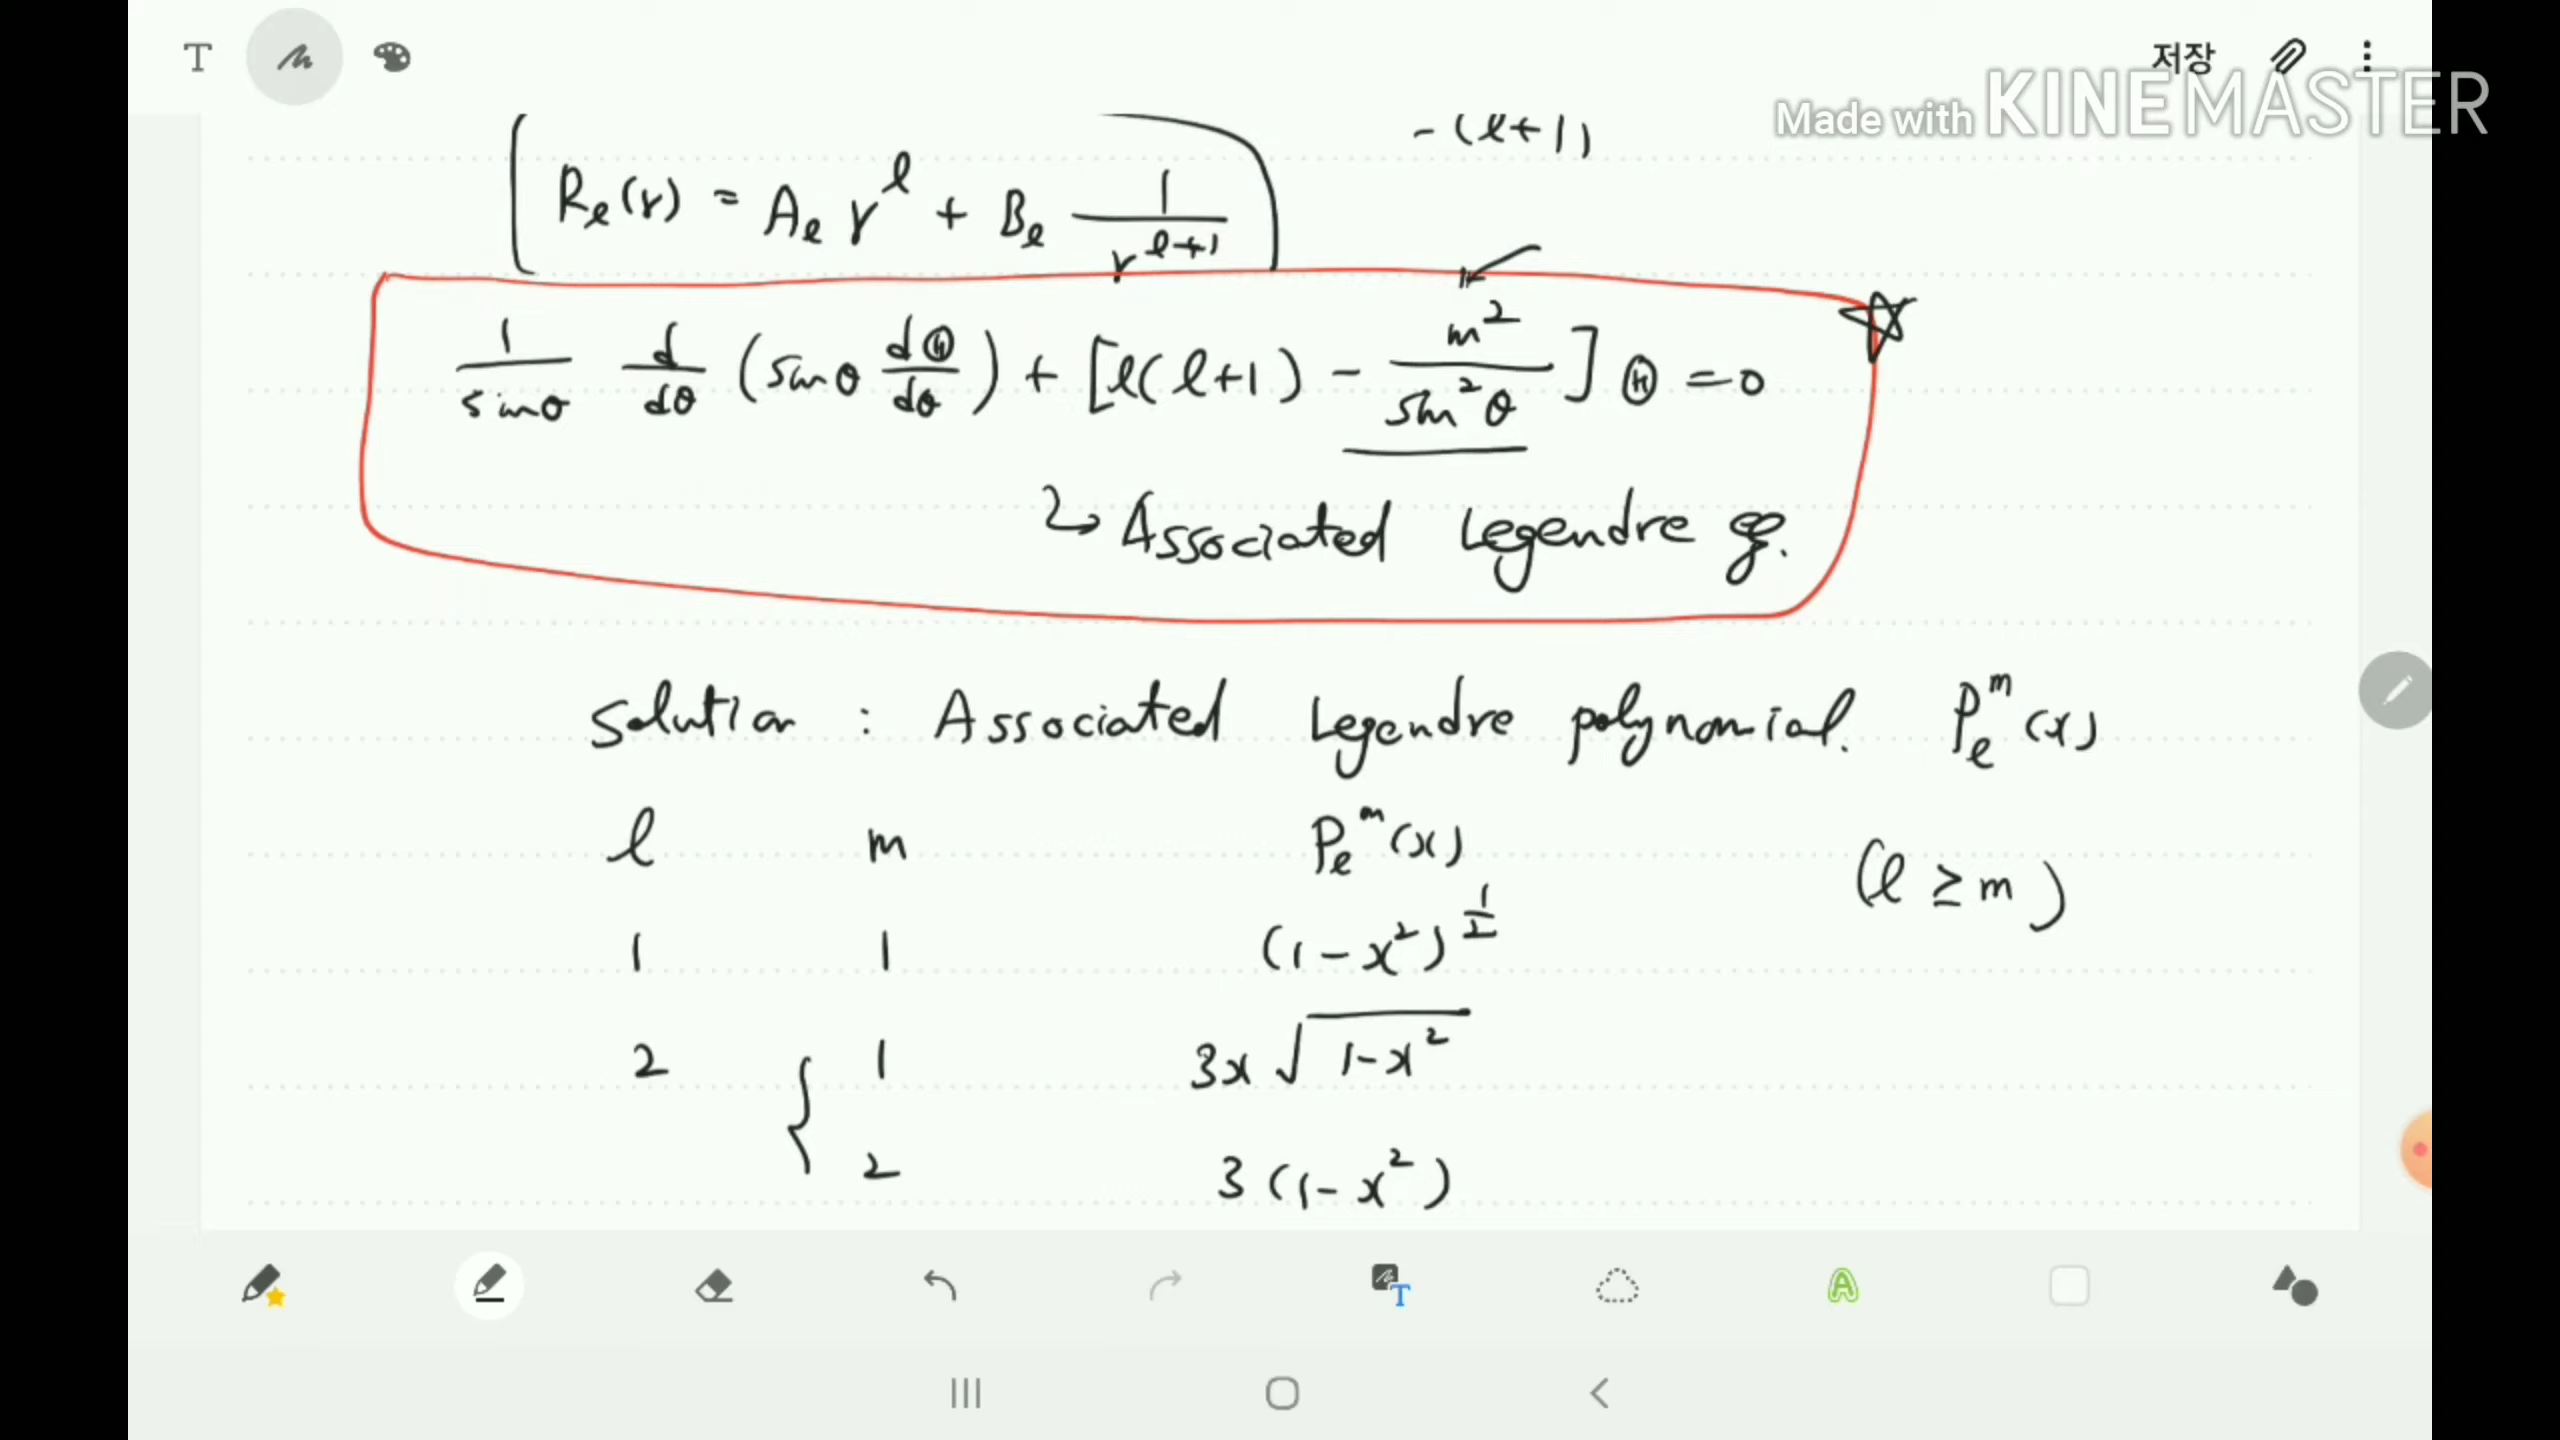 T 저장
Made with KINEMASTER
-(l+1)
R_l(r) = A_l r^l + B_l 1/r^{l+1}
1/sinθ d/dθ (sinθ dΘ/dθ) + [l(l+1) - m²/sin²θ] Θ = 0
↳ Associated Legendre eq.
Solution : Associated Legendre polynomial. P_l^m(x)
l m P_l^m(x) (l ≥ m)
1 1 (1-x²)^{1/2}
2 { 1 3x√(1-x²)
2 3(1-x²)
T A